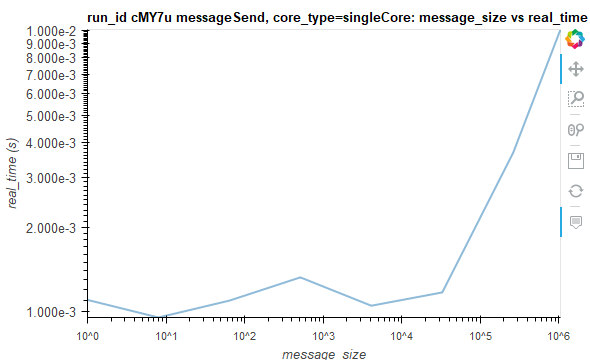 run_id cMY7u messageSend, core_type=singleCore: message_size vs real_time
1.000e-2
9.000e-3
8.000e-3
7.000e-3
6.000e-3
5.000e-3
4.000e-3
3.000e-3
2.000e-3
1.000e-3
real_time (s)
10^0 10^1 10^2 10^3 10^4 10^5 10^6
message_size